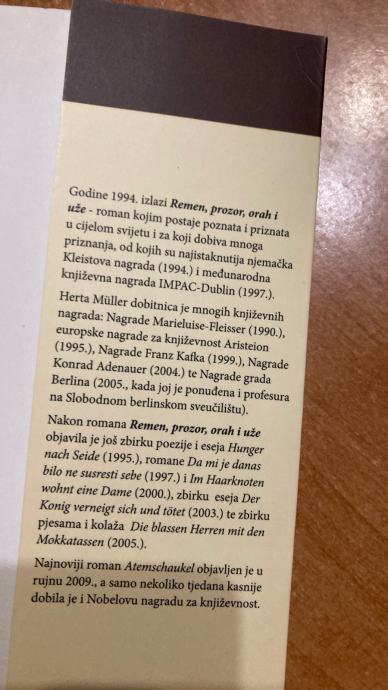 Godine 1994. izlazi Remen, prozor, orah i
uže - roman kojim postaje poznata i priznata
u cijelom svijetu i za koji dobiva mnoga
priznanja, od kojih su najistaknutija njemačka
Kleistova nagrada (1994.) i međunarodna
književna nagrada IMPAC-Dublin (1997.).
Herta Müller dobitnica je mnogih književnih
nagrada: Nagrade Marieluise-Fleisser (1990.),
europske nagrade za književnost Aristeion
(1995.), Nagrade Franz Kafka (1999.), Nagrade
Konrad Adenauer (2004.) te Nagrade grada
Berlina (2005., kada joj je ponuđena i profesura
na Slobodnom berlinskom sveučilištu).
Nakon romana Remen, prozor, orah i uže
objavila je još zbirku poezije i eseja Hunger
nach Seide (1995.), romane Da mi je danas
bilo ne susresti sebe (1997.) i Im Haarknoten
wohnt eine Dame (2000.), zbirku eseja Der
Konig verneigt sich und tötet (2003.) te zbirku
pjesama i kolaža Die blassen Herren mit den
Mokkatassen (2005.).
Najnoviji roman Atemschaukel objavljen je u
rujnu 2009., a samo nekoliko tjedana kasnije
dobila je i Nobelovu nagradu za književnost.